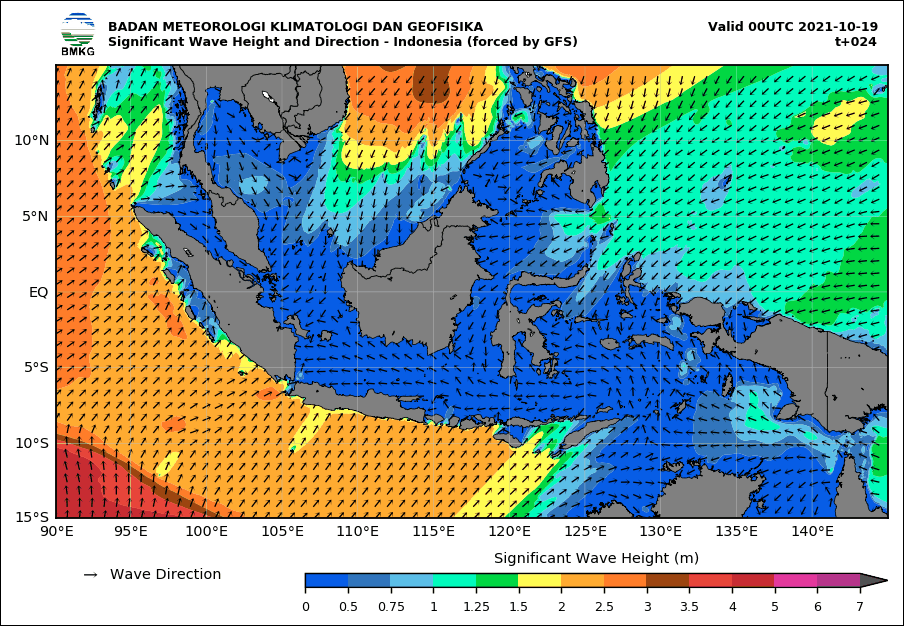 BMKG
BADAN METEOROLOGI KLIMATOLOGI DAN GEOFISIKA
Significant Wave Height and Direction - Indonesia (forced by GFS)
Valid 00UTC 2021-10-19
t+024
10°N
5°N
EQ
5°S
10°S
15°S
90°E 95°E 100°E 105°E 110°E 115°E 120°E 125°E 130°E 135°E 140°E
→ Wave Direction
Significant Wave Height (m)
0 0.5 0.75 1 1.25 1.5 2 2.5 3 3.5 4 5 6 7